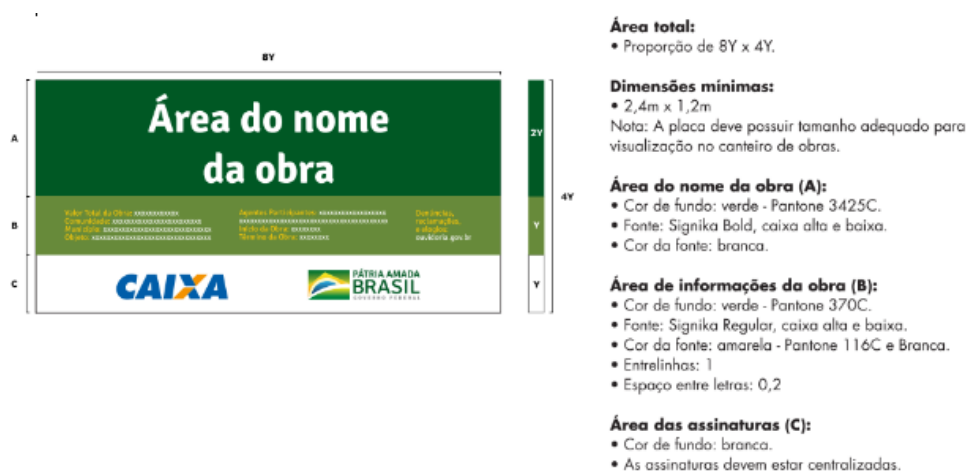 8Y
A
B
C
Área do nome
da obra
Valor Total da Obra: xxxxxxxxxxxx
Comunidade: xxxxxxxxxxxxxxxxxxxxxxx
Município: xxxxxxxxxxxxxxxxxxxxxxxxxxxx
Objeto: xxxxxxxxxxxxxxxxxxxxxxxxxxxxxxx
Agentes Participantes: xxxxxxxxxxxxxxxxxx
xxxxxxxxxxxxxxxxxxxxxxxxxxxxxxxxxxxxxxx
Início da Obra: xxxxxxxx
Término da Obra: xxxxxxxx
Denúncias,
reclamações,
e elogios:
ouvidoria.gov.br
CAIXA
PÁTRIA AMADA
BRASIL
GOVERNO FEDERAL
2Y
Y
Y
4Y
Área total:
• Proporção de 8Y x 4Y.
Dimensões mínimas:
• 2,4m x 1,2m
Nota: A placa deve possuir tamanho adequado para
visualização no canteiro de obras.
Área do nome da obra (A):
• Cor de fundo: verde - Pantone 3425C.
• Fonte: Signika Bold, caixa alta e baixa.
• Cor da fonte: branca.
Área de informações da obra (B):
• Cor de fundo: verde - Pantone 370C.
• Fonte: Signika Regular, caixa alta e baixa.
• Cor da fonte: amarela - Pantone 116C e Branca.
• Entrelinhas: 1
• Espaço entre letras: 0,2
Área das assinaturas (C):
• Cor de fundo: branca.
• As assinaturas devem estar centralizadas.